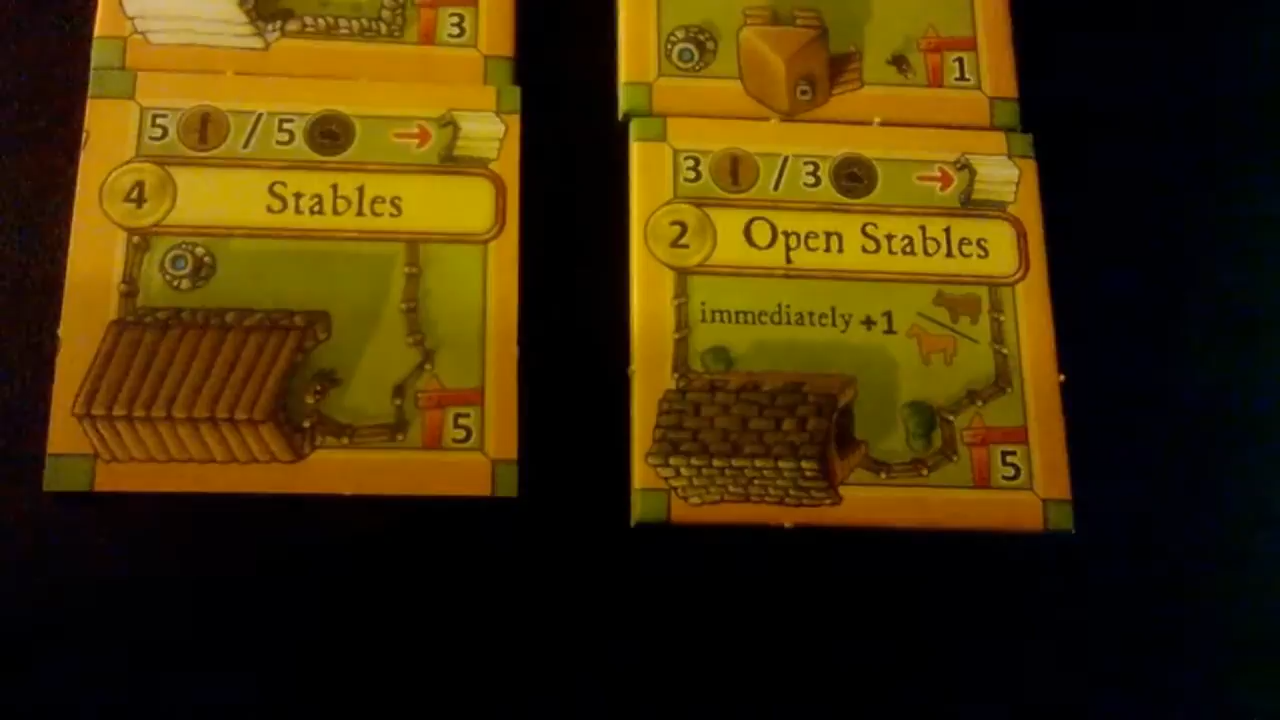 3
1
5 / 5
4 Stables
5
3 / 3
2 Open Stables
immediately +1
5